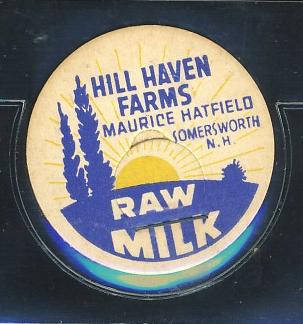 HILL HAVEN
FARMS
MAURICE HATFIELD
SOMERSWORTH
N.H.
RAW
MILK